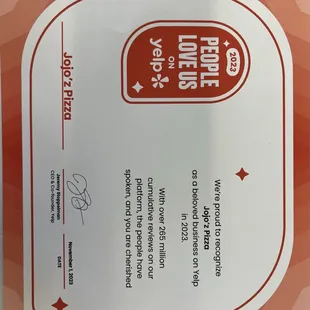 2023
PEOPLE
LOVE US
ON
yelp
We're proud to recognize
Jojo'z Pizza
as a beloved business on Yelp
in 2023.
With over 265 million
cumulative reviews on our
platform, the people have
spoken, and you are cherished
Jojo'z Pizza
Jeremy Stoppelman
CEO & Co-founder, Yelp
November 1, 2023
DATE